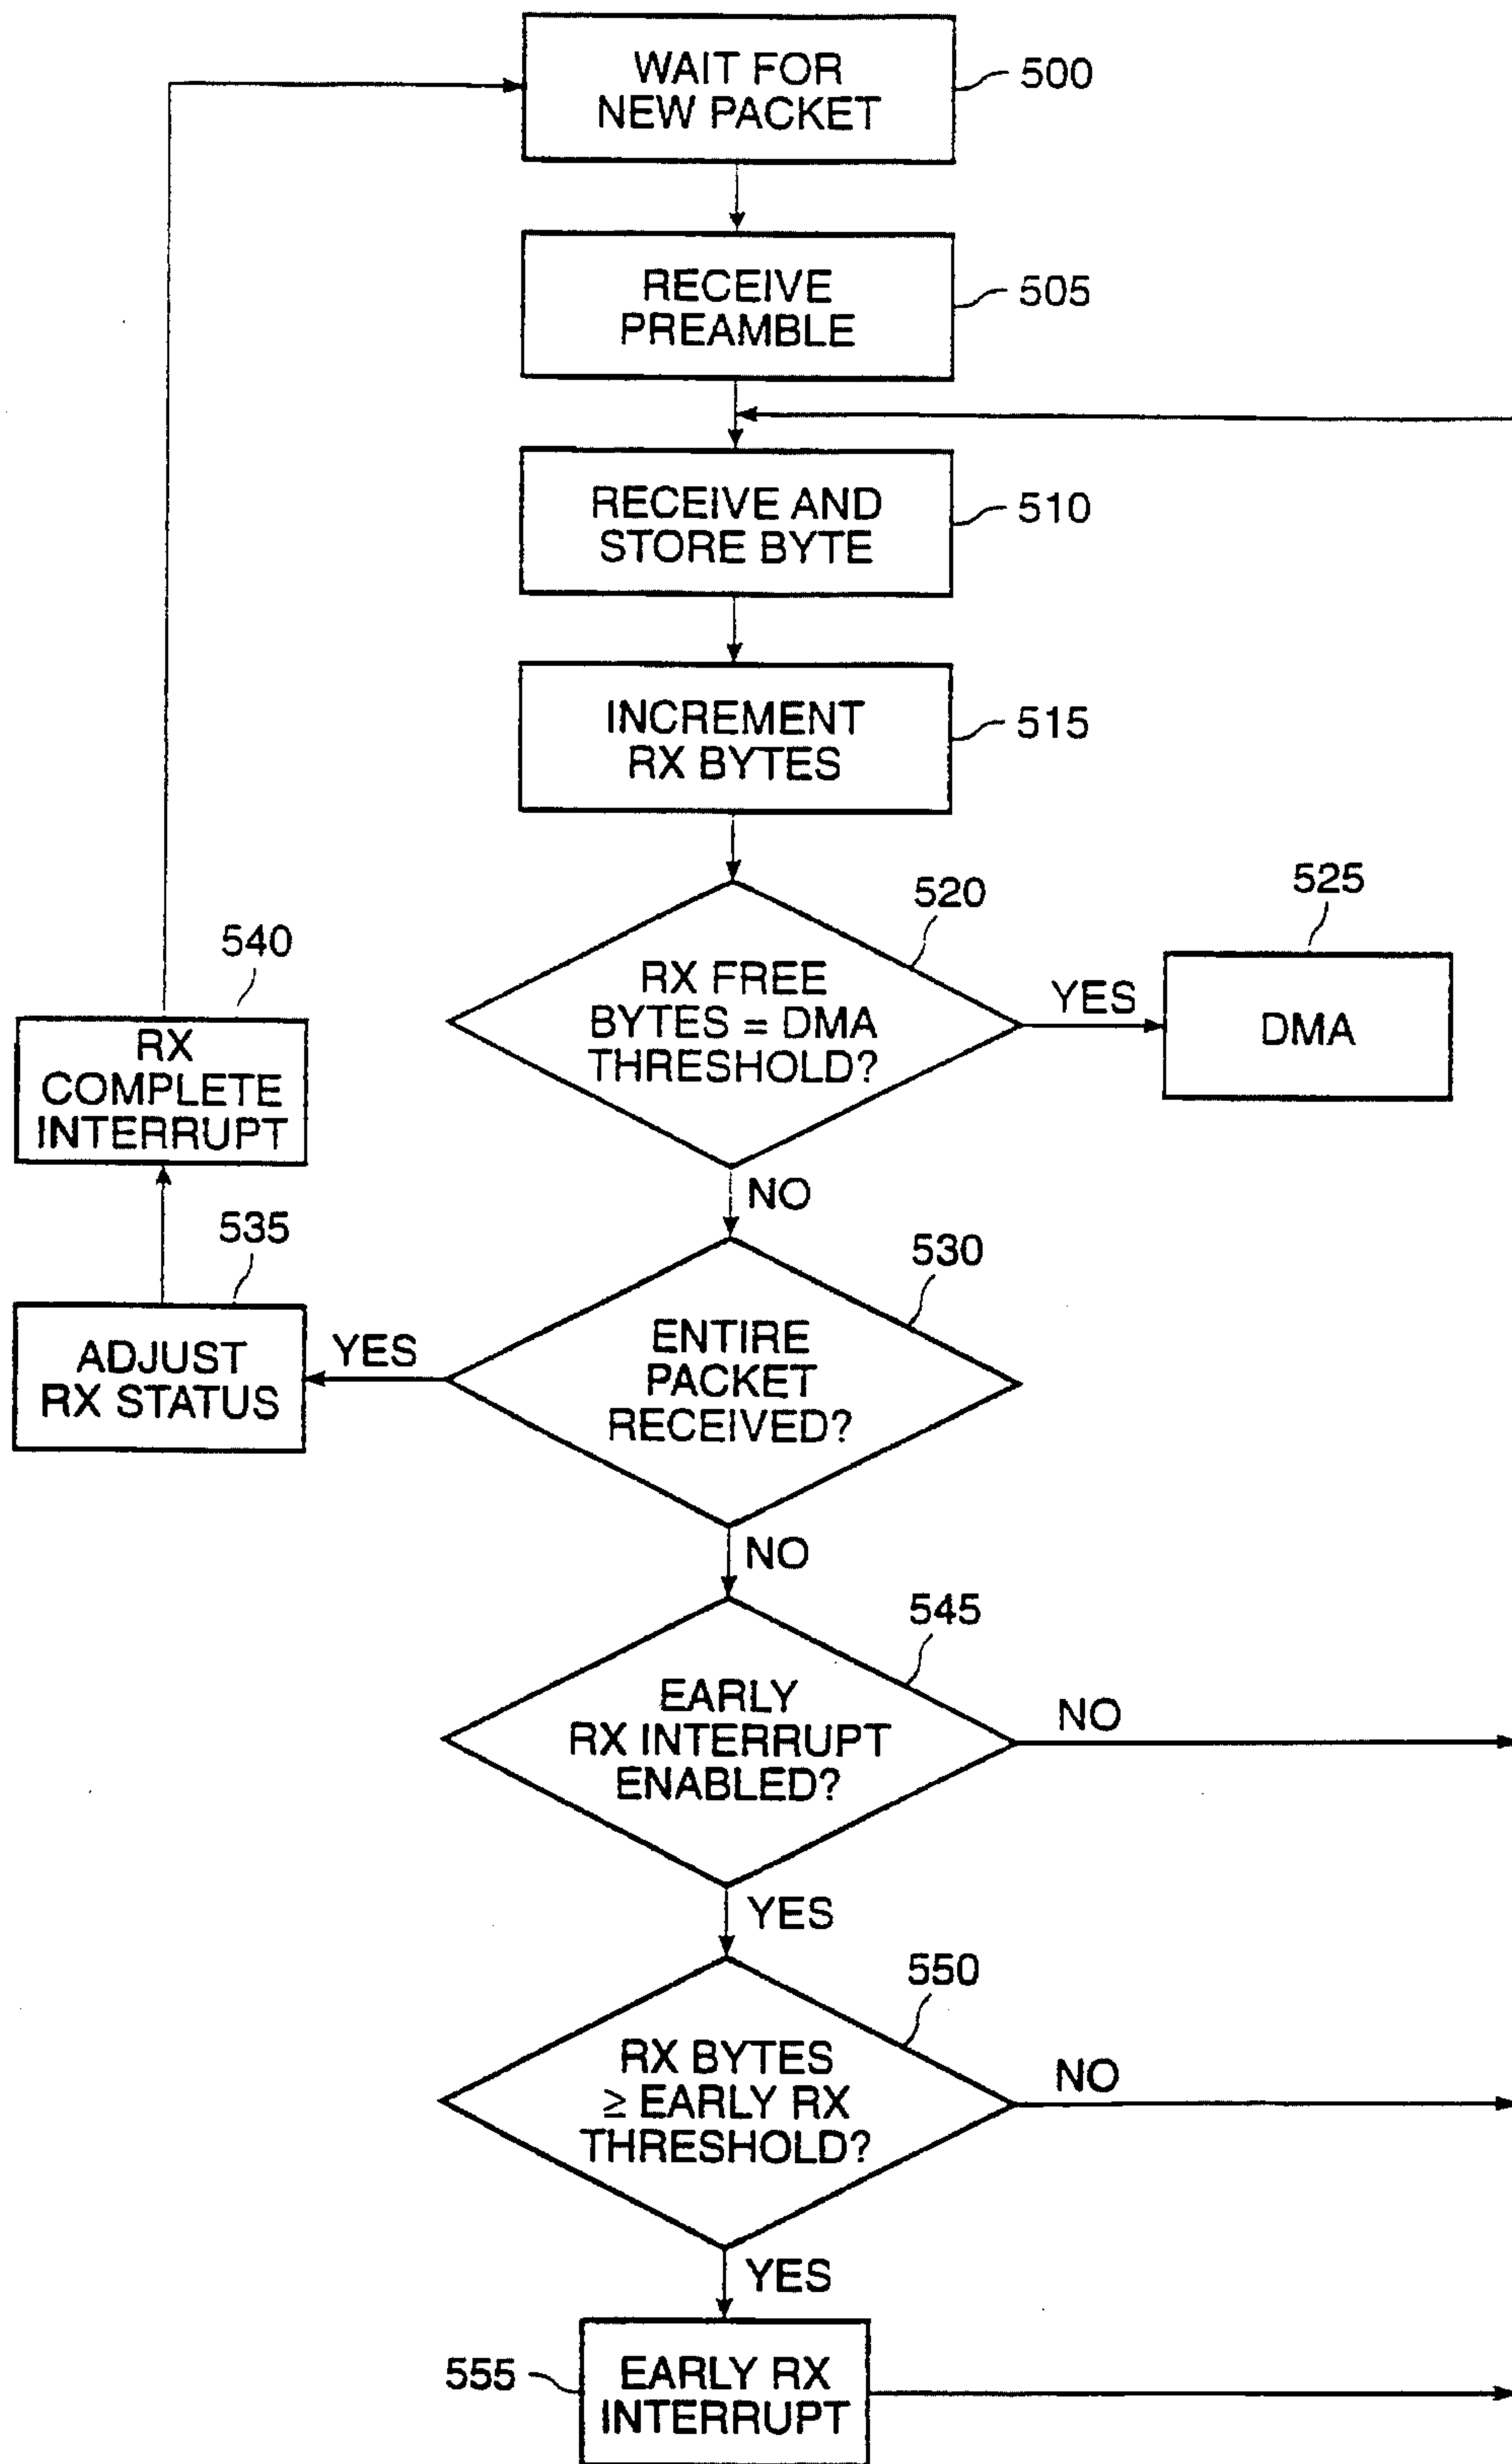 WAIT FOR
NEW PACKET
500
RECEIVE
PREAMBLE
505
RECEIVE AND
STORE BYTE
510
INCREMENT
RX BYTES
515
520
RX FREE
BYTES = DMA
THRESHOLD?
YES
525
DMA
540
RX
COMPLETE
INTERRUPT
NO
535
ADJUST
RX STATUS
YES
530
ENTIRE
PACKET
RECEIVED?
NO
545
EARLY
RX INTERRUPT
ENABLED?
NO
YES
550
RX BYTES
≥ EARLY RX
THRESHOLD?
NO
YES
555
EARLY RX
INTERRUPT